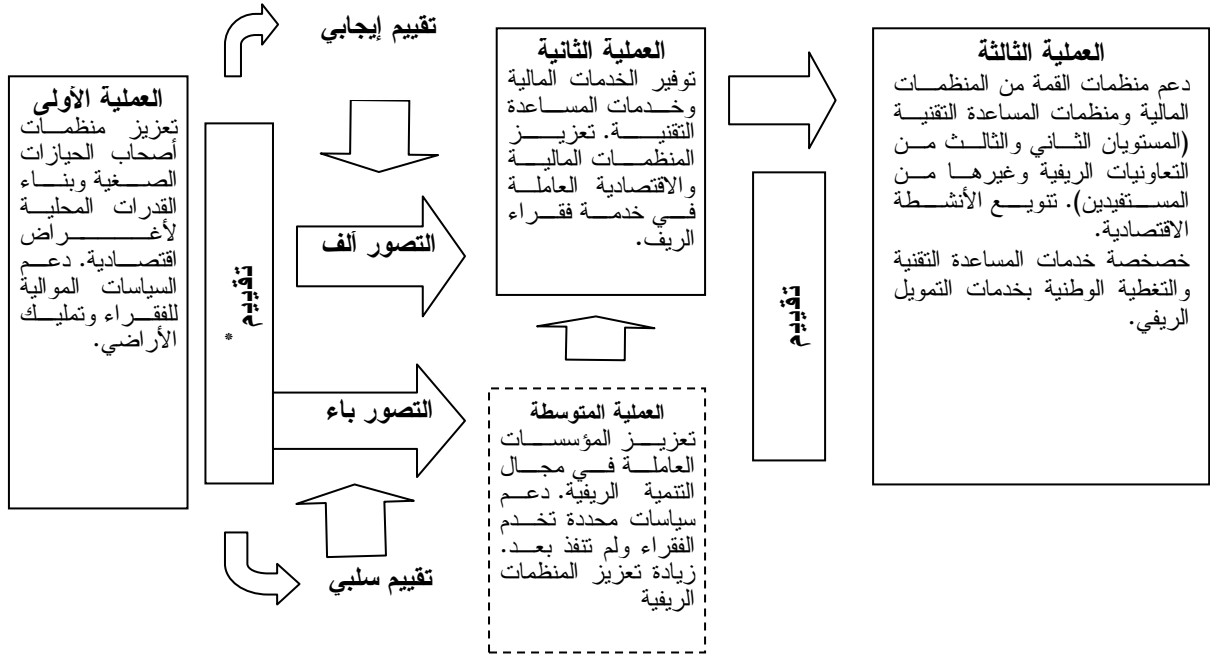 العملية الأولى
تعزيز منظمات
أصحاب الحيازات
الصغية وبناء
القدرات المحلية
لأغراض
اقتصادية. دعم
السياسات الموالية
للفقراء وتمليك
الأراضي.
تقييم *
تقييم إيجابي
التصور ألف
التصور باء
تقييم سلبي
العملية الثانية
توفير الخدمات المالية
وخدمات المساعدة
التقنية. تعزيز
المنظمات المالية
والاقتصادية العاملة
في خدمة فقراء
الريف.
العملية المتوسطة
تعزيز المؤسسات
العاملة في مجال
التنمية الريفية. دعم
سياسات محددة تخدم
الفقراء ولم تنفذ بعد.
زيادة تعزيز المنظمات
الريفية
تقييم
العملية الثالثة
دعم منظمات القمة من المنظمات
المالية ومنظمات المساعدة التقنية
(المستويان الثاني والثالث من
التعاونيات الريفية وغيرها من
المستفيدين). تنويع الأنشطة
الاقتصادية.
خصخصة خدمات المساعدة التقنية
والتغطية الوطنية بخدمات التمويل
الريفي.